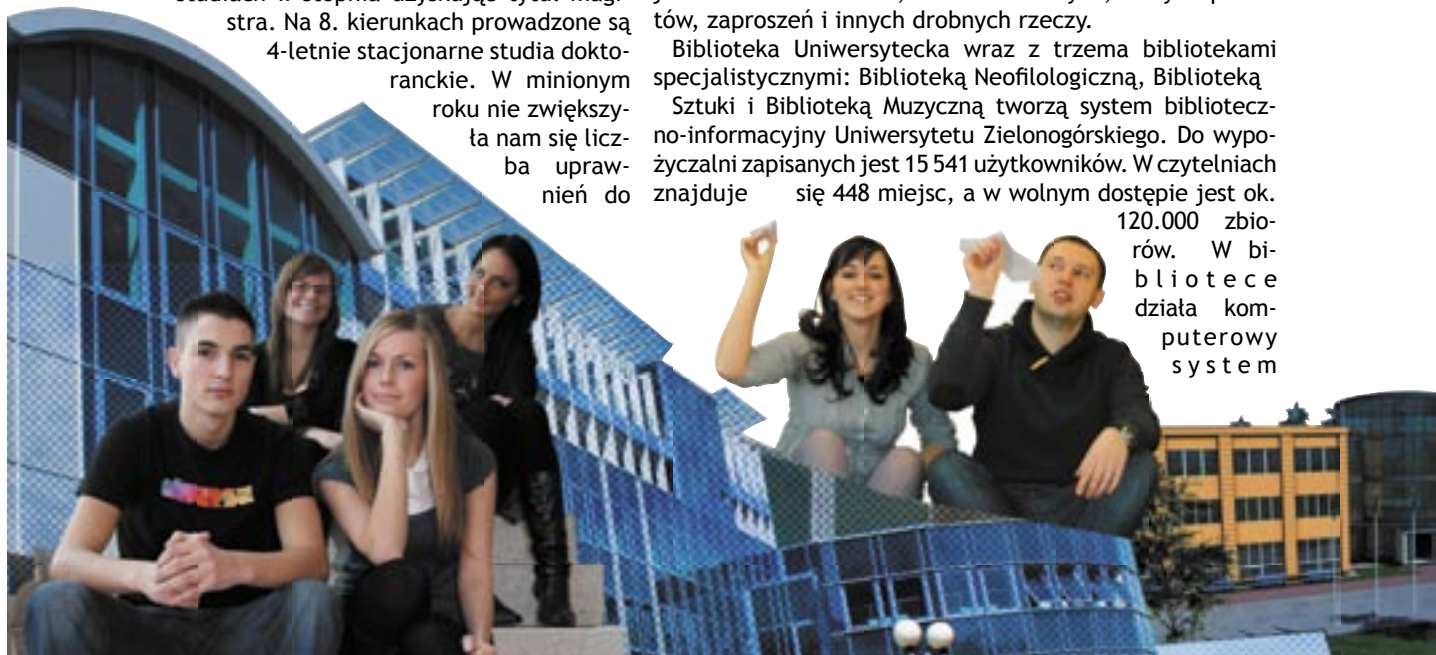 stra. Na 8. kierunkach prowadzone są
4-letnie stacjonarne studia dokto-
ranckie. W minionym
roku nie zwiększy-
ła nam się licz-
ba upraw-
nień do
tów, zaproszeń i innych drobnych rzeczy.
Biblioteka Uniwersytecka wraz z trzema bibliotekami
specjalistycznymi: Biblioteką Neofilologiczną, Biblioteką
Sztuki i Biblioteką Muzyczną tworzą system bibliotecz-
no-informacyjny Uniwersytetu Zielonogórskiego. Do wypo-
życzalni zapisanych jest 15 541 użytkowników. W czytelniach
znajduje się 448 miejsc, a w wolnym dostępie jest ok.
120.000 zbio-
rów. W bi-
bliotece
działa kom-
puterowy
system